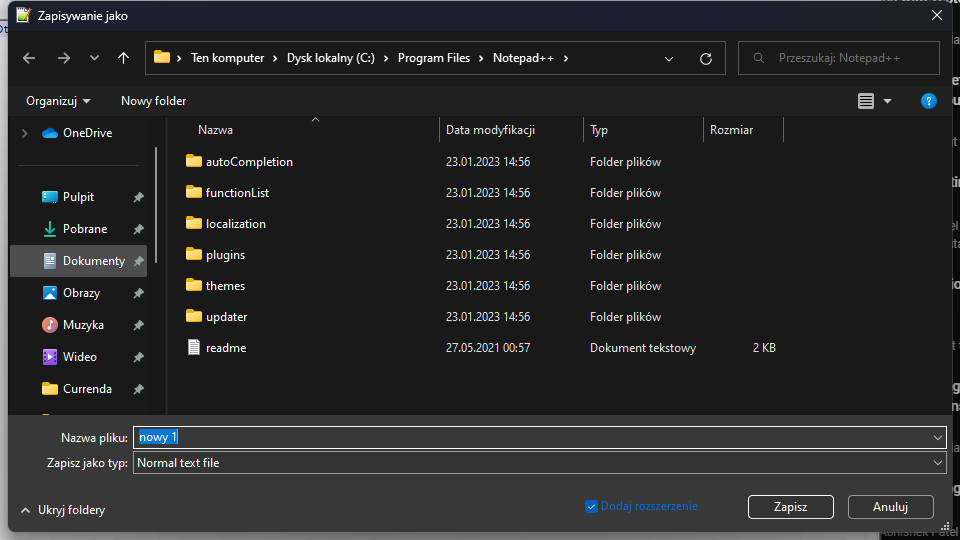 Zapisywanie jako
Ten komputer Dysk lokalny (C:) Program Files Notepad++
Przeszukaj: Notepad++
Organizuj Nowy folder
OneDrive
Pulpit
Pobrane
Dokumenty
Obrazy
Muzyka
Wideo
Currenda
Nazwa Data modyfikacji Typ Rozmiar
autoCompletion 23.01.2023 14:56 Folder plików
functionList 23.01.2023 14:56 Folder plików
localization 23.01.2023 14:56 Folder plików
plugins 23.01.2023 14:56 Folder plików
themes 23.01.2023 14:56 Folder plików
updater 23.01.2023 14:56 Folder plików
readme 27.05.2021 00:57 Dokument tekstowy 2 KB
Nazwa pliku: nowy 1
Zapisz jako typ: Normal text file
Ukryj foldery
Dodaj rozszerzenie
Zapisz Anuluj